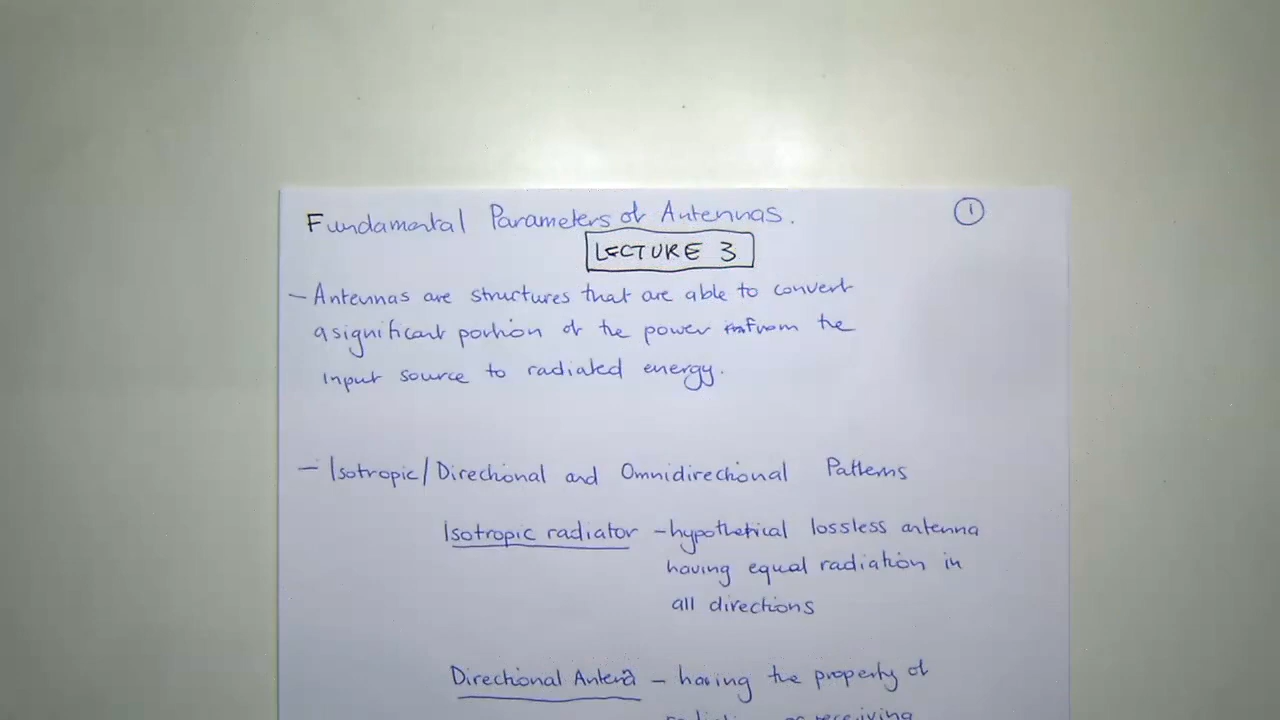 Fundamental Parameters of Antennas.
1
LECTURE 3
- Antennas are structures that are able to convert
a significant portion of the power from the
input source to radiated energy.
- Isotropic/Directional and Omnidirectional Patterns
Isotropic radiator - hypothetical lossless antenna
having equal radiation in
all directions
Directional Antena - having the property of
receiving